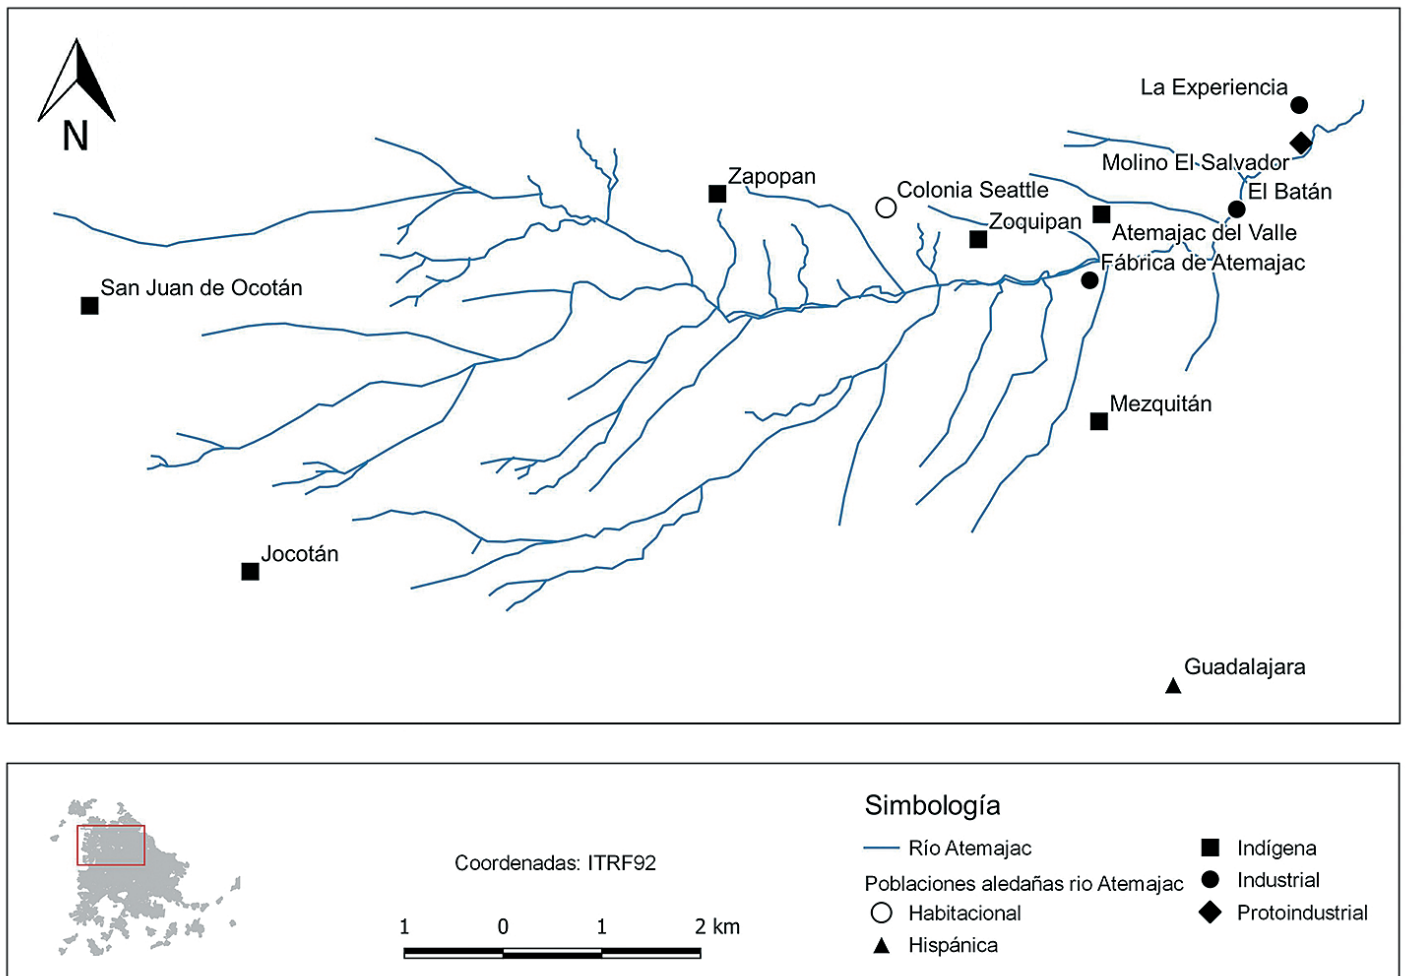 N
La Experiencia
Molino El Salvador
Zapopan
Colonia Seattle
El Batán
Zoquipan
Atemajac del Valle
Fábrica de Atemajac
San Juan de Ocotán
Mezquitán
Jocotán
Guadalajara
Coordenadas: ITRF92
1 0 1 2 km
Simbología
Río Atemajac
Poblaciones aledañas rio Atemajac
Habitacional
Hispánica
Indígena
Industrial
Protoindustrial